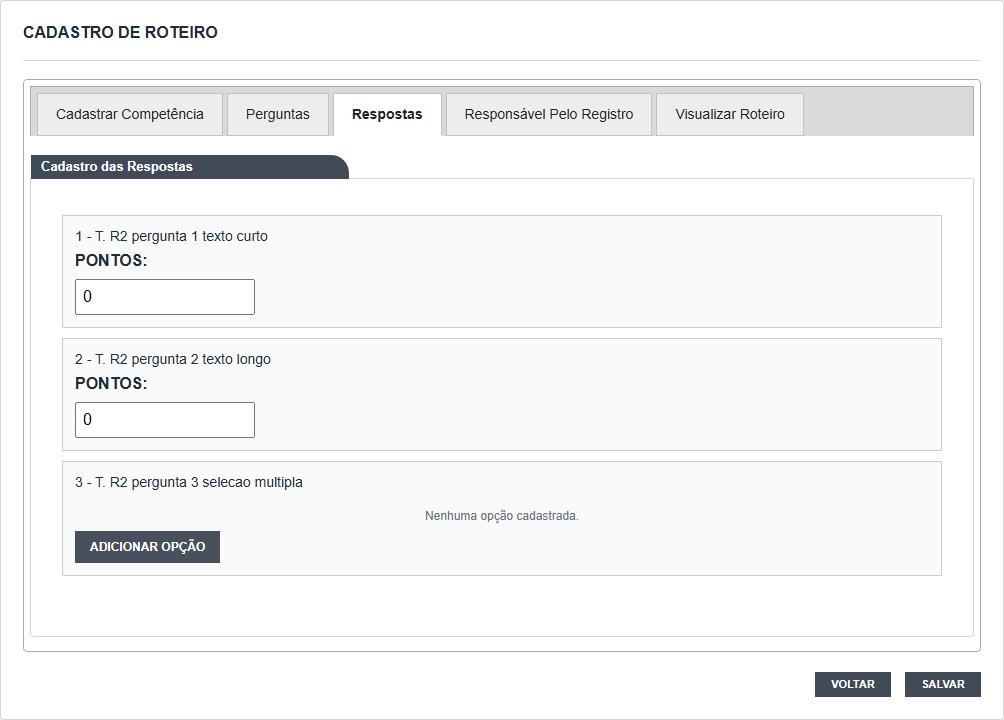 CADASTRO DE ROTEIRO
Cadastrar Competência Perguntas Respostas Responsável Pelo Registro Visualizar Roteiro
Cadastro das Respostas
1 - T. R2 pergunta 1 texto curto
PONTOS:
0
2 - T. R2 pergunta 2 texto longo
PONTOS:
0
3 - T. R2 pergunta 3 selecao multipla
Nenhuma opção cadastrada.
ADICIONAR OPÇÃO
VOLTAR SALVAR